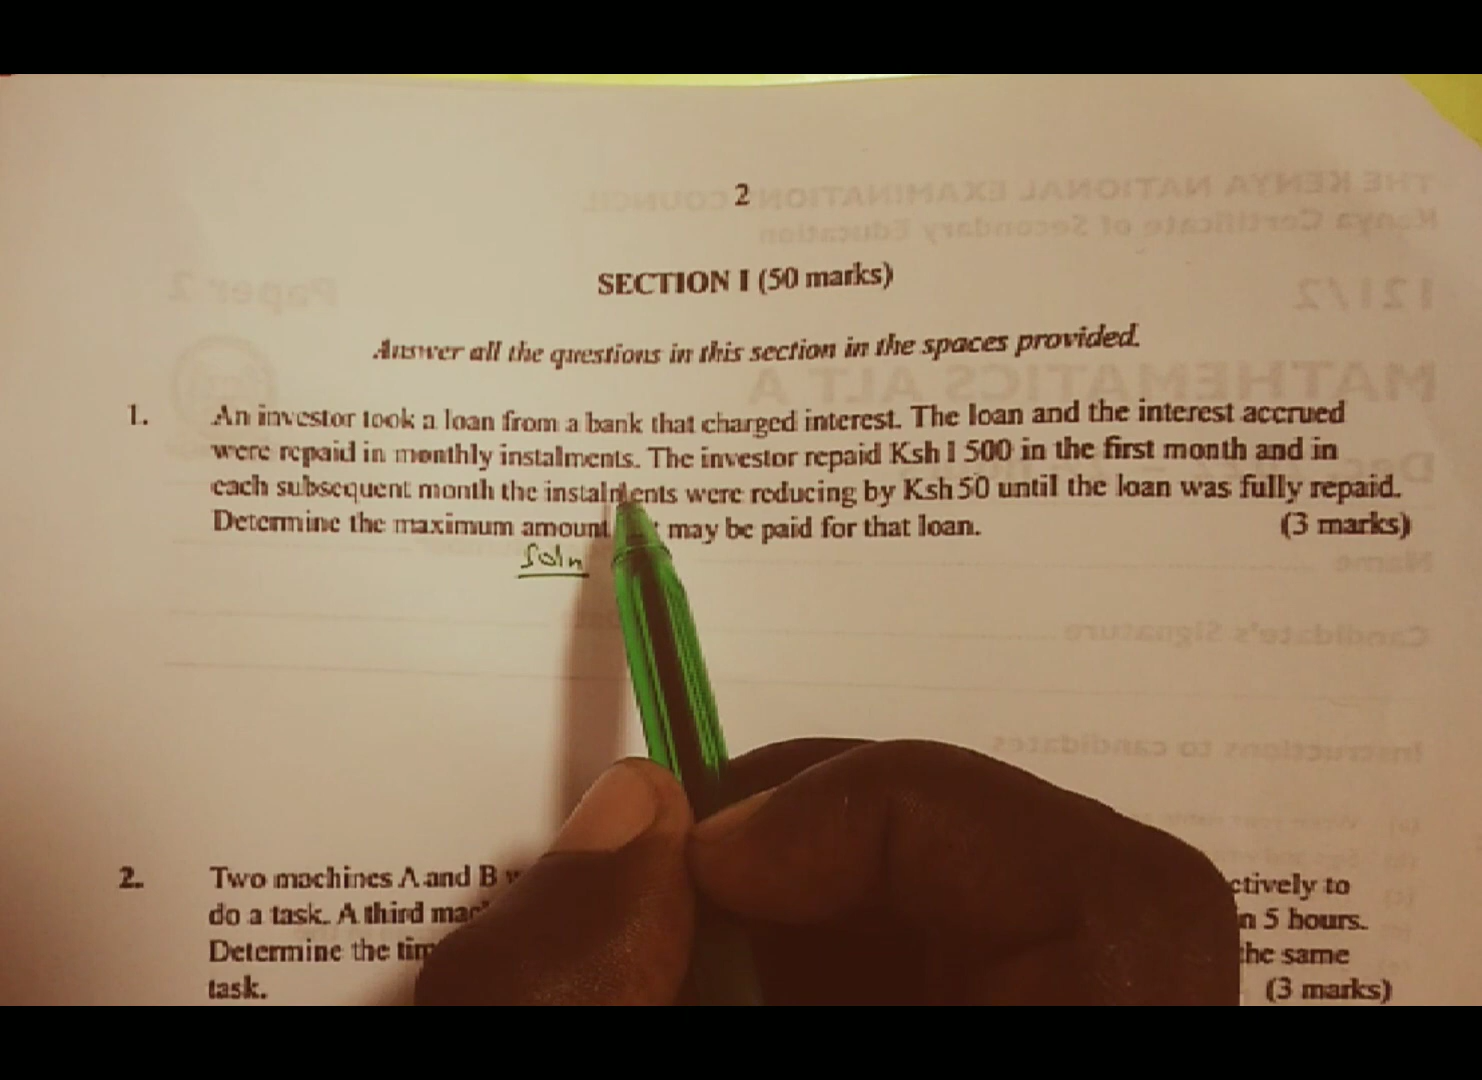 2
SECTION I (50 marks)
Answer all the questions in this section in the spaces provided.
1. An investor took a loan from a bank that charged interest. The loan and the interest accrued
were repaid in monthly instalments. The investor repaid Ksh 1 500 in the first month and in
each subsequent month the instalments were reducing by Ksh 50 until the loan was fully repaid.
Determine the maximum amount may be paid for that loan. (3 marks)
Soln
2. Two machines A and B ctively to
do a task. A third n 5 hours.
Determine the the same
task. (3 marks)